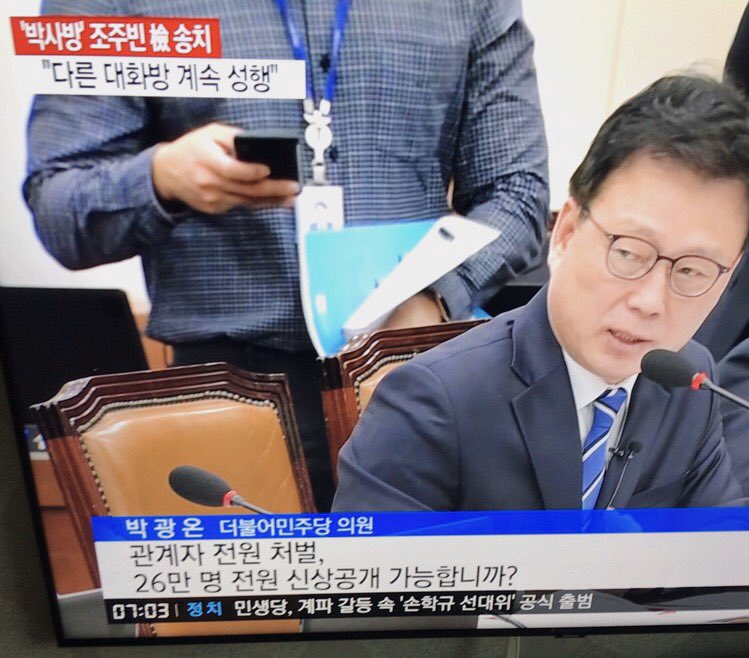 '박사방' 조주빈 檢 송치
"다른 대화방 계속 성행"
박광온 더불어민주당 의원
관계자 전원 처벌,
26만 명 전원 신상공개 가능합니까?
07:03 | 정치 민생당, 계파 갈등 속 '손학규 선대위' 공식 출범